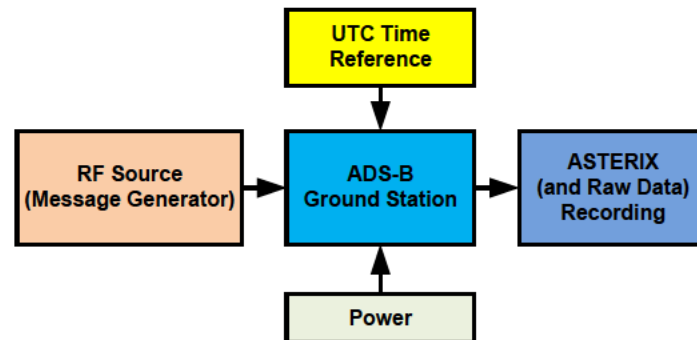 UTC Time
Reference
RF Source
(Message Generator)
ADS-B
Ground Station
ASTERIX
(and Raw Data)
Recording
Power